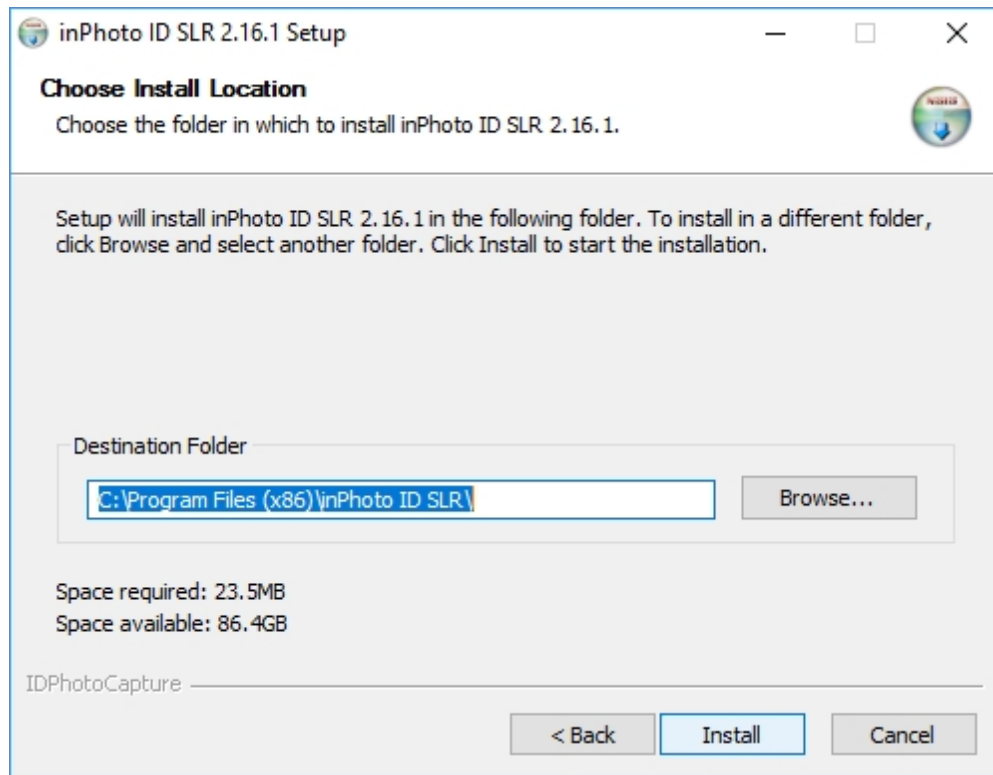 inPhoto ID SLR 2.16.1 Setup
Choose Install Location
Choose the folder in which to install inPhoto ID SLR 2.16.1.
Setup will install inPhoto ID SLR 2.16.1 in the following folder. To install in a different folder,
click Browse and select another folder. Click Install to start the installation.
Destination Folder
C:\Program Files (x86)\inPhoto ID SLR\
Browse...
Space required: 23.5MB
Space available: 86.4GB
IDPhotoCapture
< Back
Install
Cancel